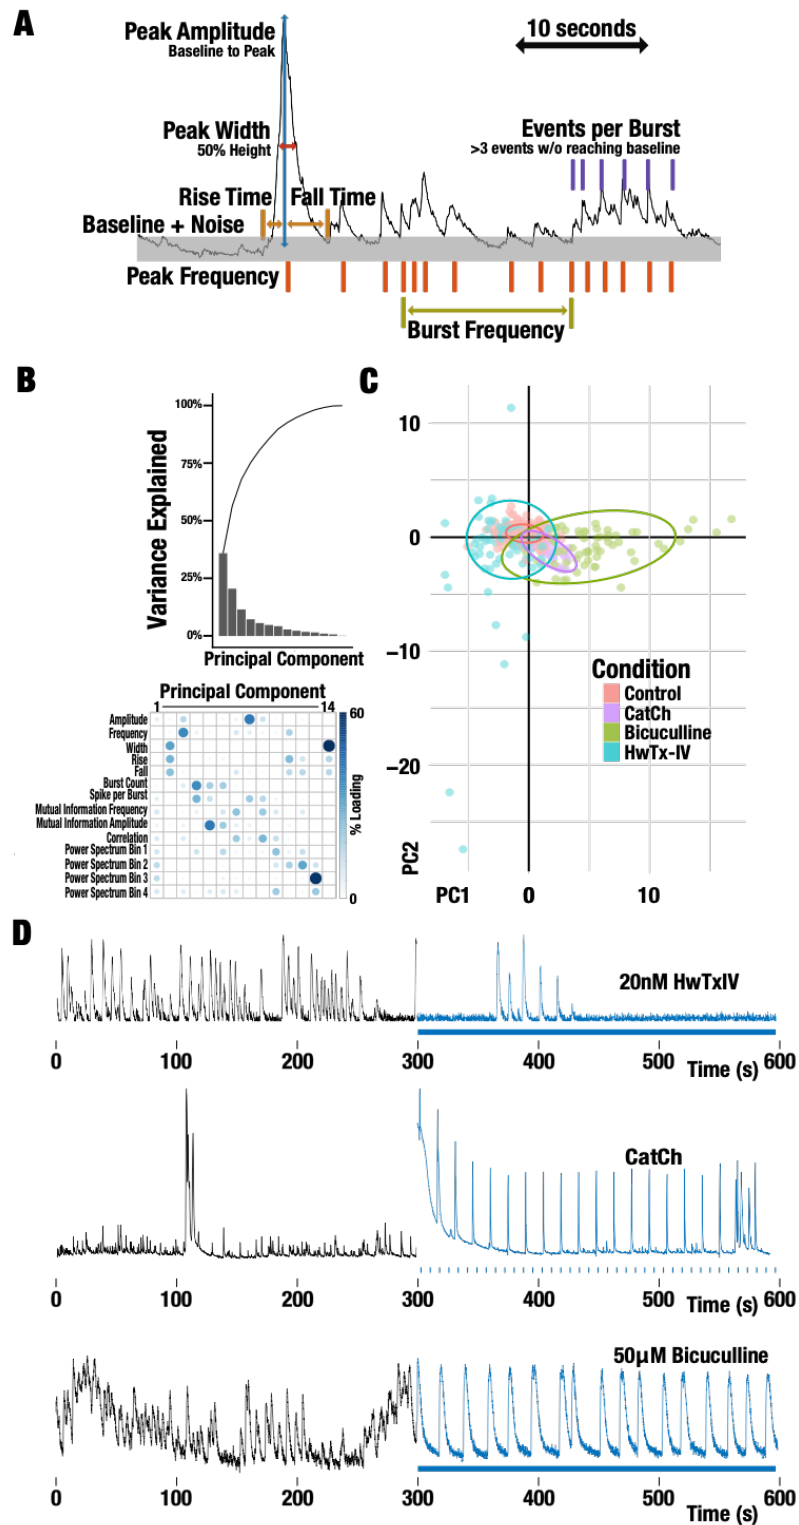 A
Peak Amplitude
Baseline to Peak
10 seconds
Peak Width
50% Height
Events per Burst
>3 events w/o reaching baseline
Rise Time
Fall Time
Baseline + Noise
Peak Frequency
Burst Frequency
B
100%
75%
50%
25%
0%
Variance Explained
Principal Component
Principal Component
1
14
Amplitude
Frequency
Width
Rise
Fall
Burst Count
Spike per Burst
Mutual Information Frequency
Mutual Information Amplitude
Correlation
Power Spectrum Bin 1
Power Spectrum Bin 2
Power Spectrum Bin 3
Power Spectrum Bin 4
60
% Loading
0
C
10
0
−10
−20
PC2
PC1
0
10
Condition
Control
CatCh
Bicuculline
HwTx-IV
D
20nM HwTxIV
0
100
200
300
400
500
600
Time (s)
CatCh
0
100
200
300
400
500
600
Time (s)
50µM Bicuculline
0
100
200
300
400
500
600
Time (s)